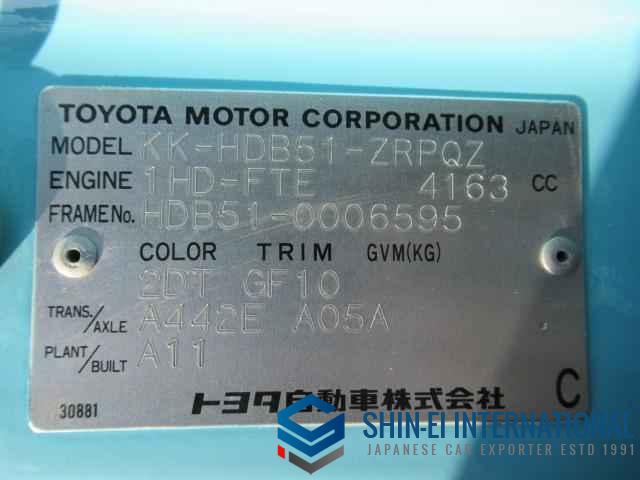 TOYOTA MOTOR CORPORATION JAPAN
MODEL KK-HDB51-ZRPQZ
ENGINE 1HD-FTE 4163 CC
FRAME No. HDB51-0006595
COLOR TRIM GVM(KG)
2DT GF10
TRANS./AXLE A442E A05A
PLANT/BUILT A11
30881 トヨタ自動車株式会社 C
SHIN-EI INTERNATIONAL
JAPANESE CAR EXPORTER ESTD 1991